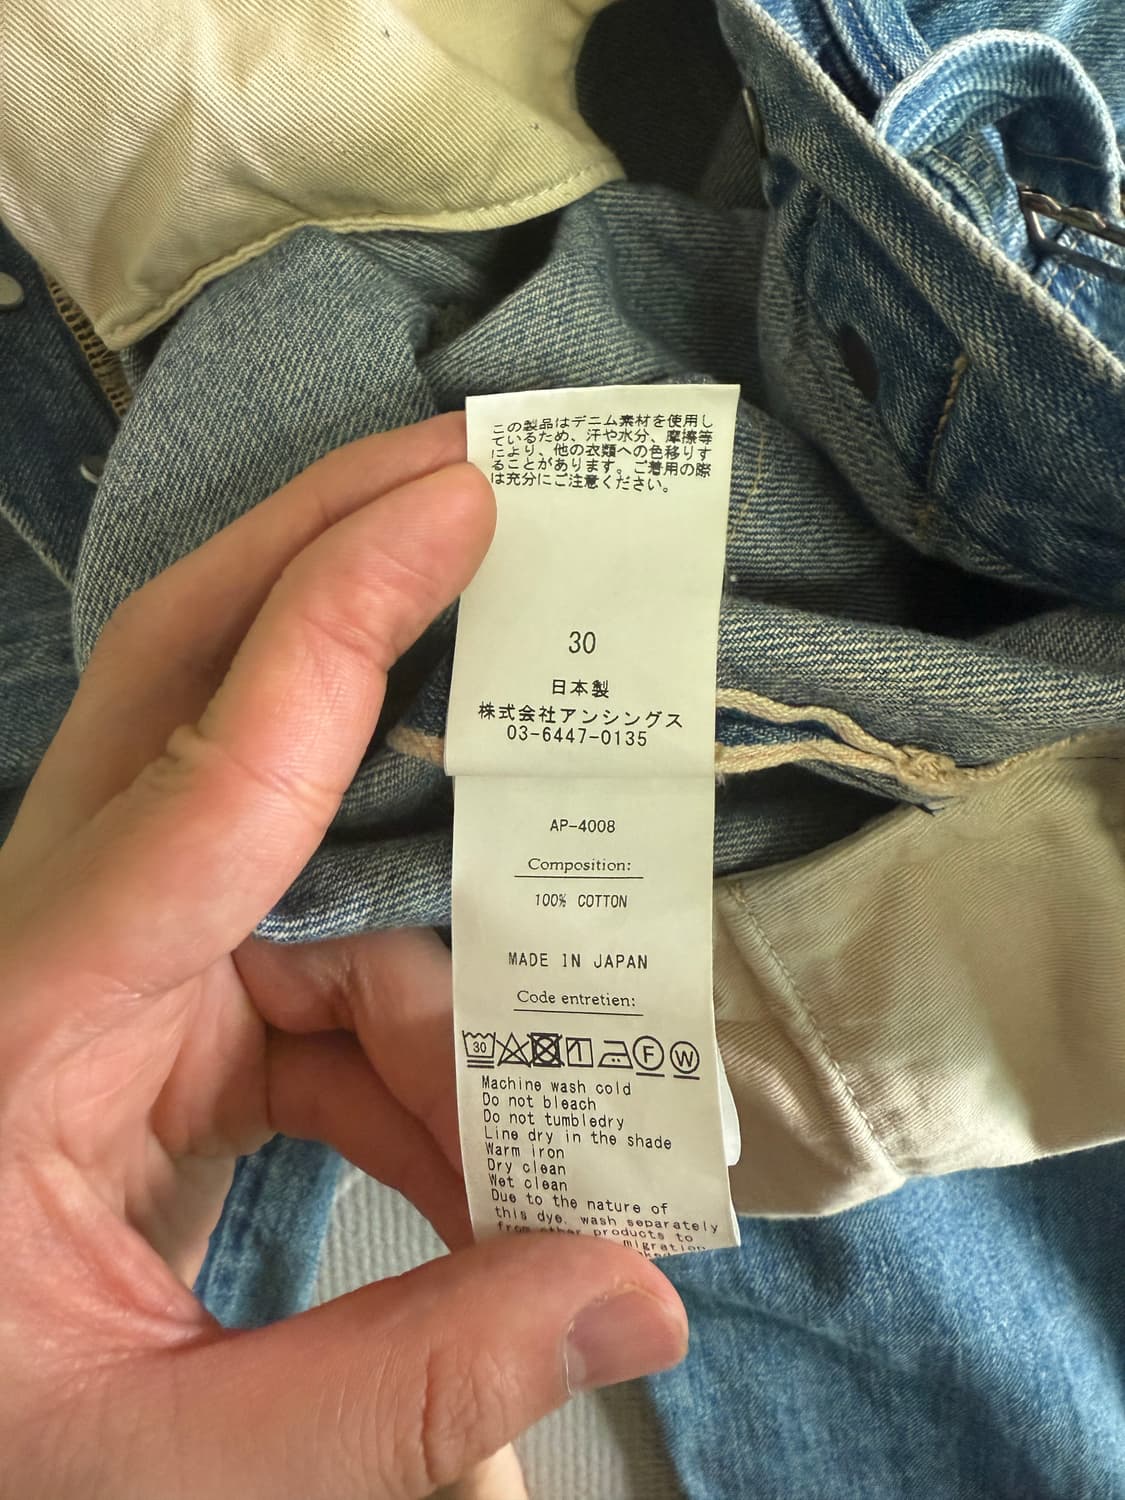 この製品はデニム素材を使用し
ているため、汗や水分、摩擦等
により、他の衣類への色移りす
ることがあります。ご着用の際
は充分にご注意ください。
30
日本製
株式会社アンシングス
03-6447-0135
AP-4008
Composition:
100% COTTON
MADE IN JAPAN
Code entretien:
30
F W
Machine wash cold
Do not bleach
Do not tumbledry
Line dry in the shade
Warm iron
Dry clean
Wet clean
Due to the nature of
this dye, wash separately
from other products to
migration